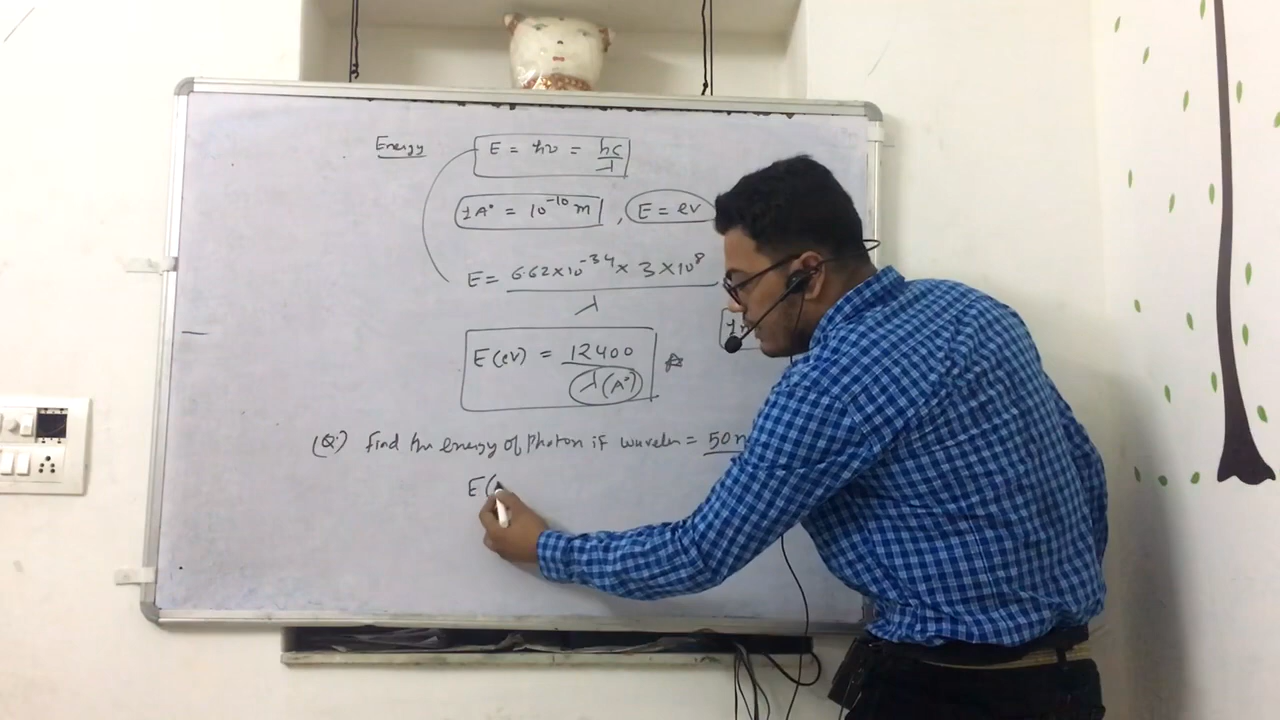 Energy E = hν = hc/λ
1A° = 10⁻¹⁰ m , E = ev
E = 6.62×10⁻³⁴ × 3×10⁸ / λ
E(ev) = 12400 / λ(A°)
(Q.) find the energy of Photon if wavelen = 50n
E(